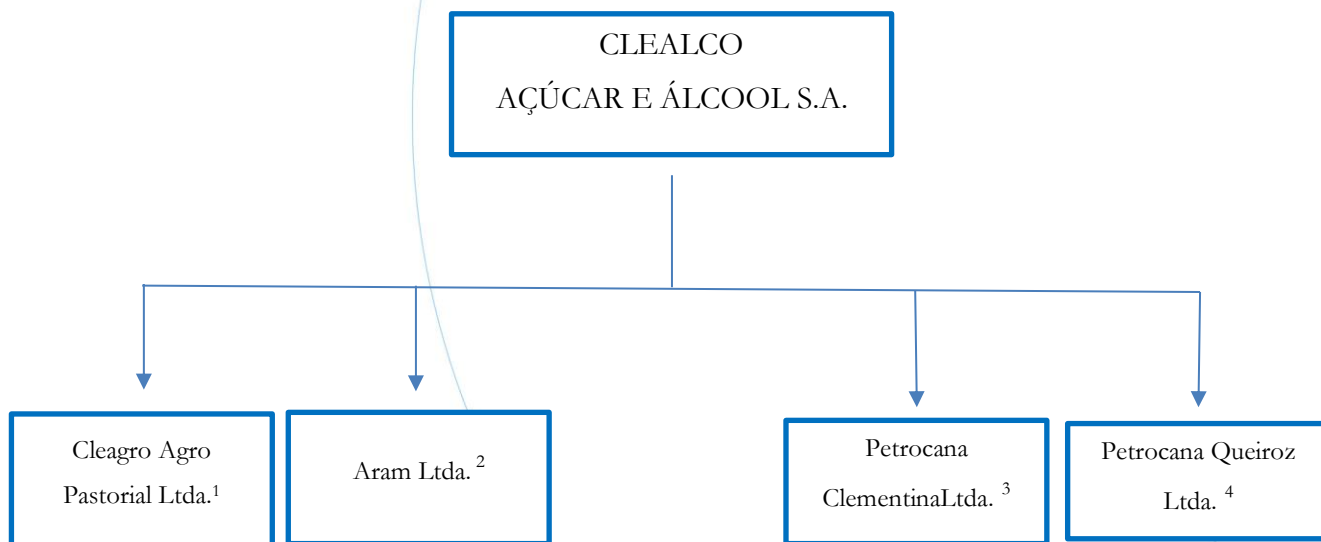 CLEALCO
AÇÚCAR E ÁLCOOL S.A.
Cleagro Agro
Pastorial Ltda.¹
Aram Ltda. ²
Petrocana
ClementinaLtda. ³
Petrocana Queiroz
Ltda. ⁴